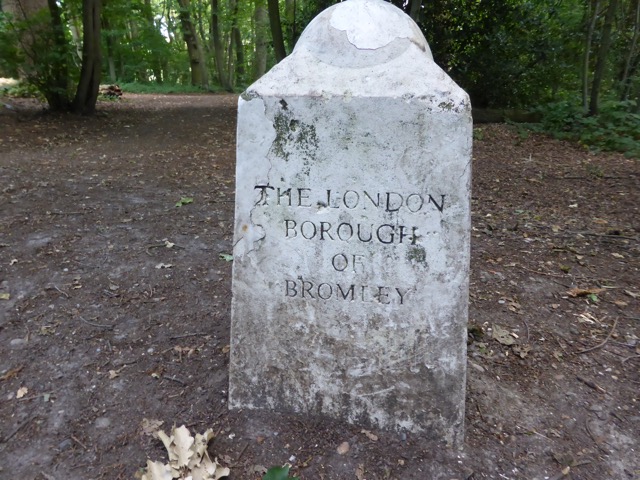 THE LONDON
BOROUGH
OF
BROMLEY